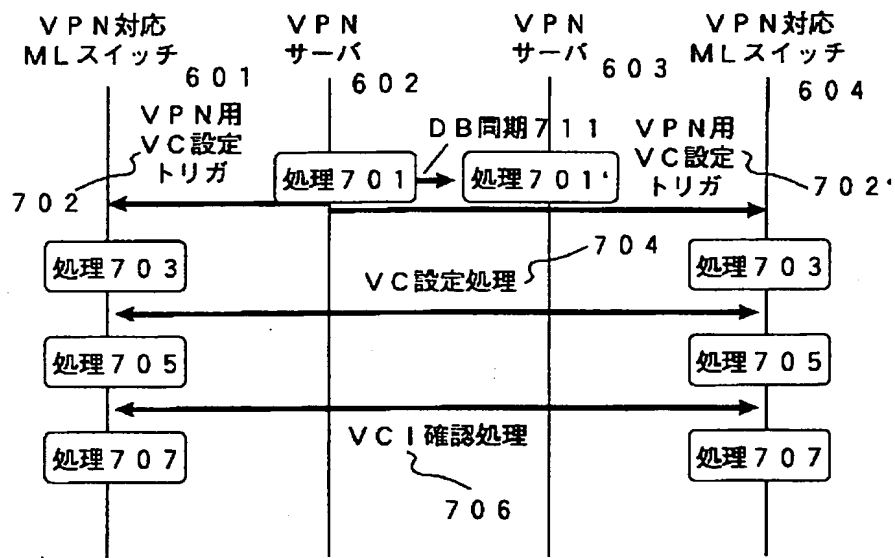 ＶＰＮ対応
ＭＬスイッチ
６０１
ＶＰＮ
サーバ
６０２
ＶＰＮ
サーバ
６０３
ＶＰＮ対応
ＭＬスイッチ
６０４
ＶＰＮ用
ＶＣ設定
トリガ
７０２
ＤＢ同期７１１
ＶＰＮ用
ＶＣ設定
トリガ
７０２'
処理７０１
処理７０１'
処理７０３
７０４
ＶＣ設定処理
処理７０３
処理７０５
処理７０５
ＶＣＩ確認処理
７０６
処理７０７
処理７０７